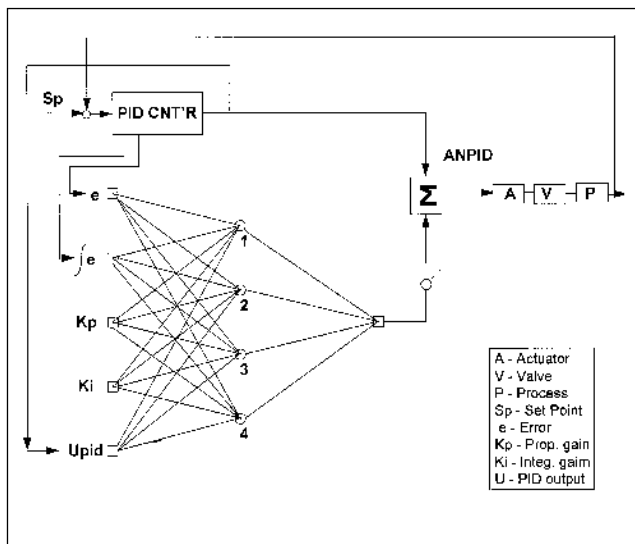 Sp
PID CNT'R
ANPID
Σ
A
V
P
e
1
∫e
2
Kp
3
Ki
4
Upid
A - Actuator
V - Valve
P - Process
Sp - Set Point
e - Error
Kp - Prop. gain
Ki - Integ. gaim
U - PID output